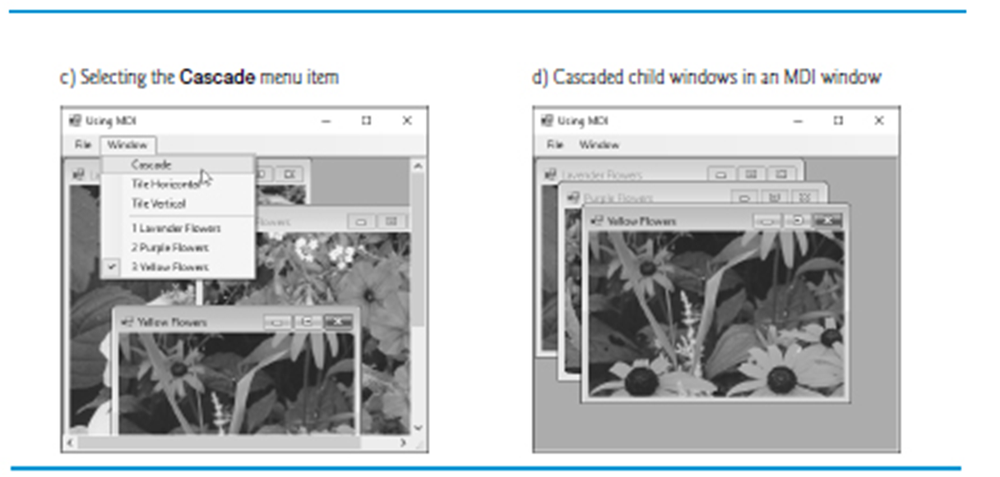 c) Selecting the Cascade menu item
Using MDI
File Window
Cascade
Tile Horizontal
Tile Vertical
1 Lavender Flowers
2 Purple Flowers
3 Yellow Flowers
Flowers
Yellow Flowers
d) Cascaded child windows in an MDI window
Using MDI
File Window
Lavender Flowers
Purple Flowers
Yellow Flowers